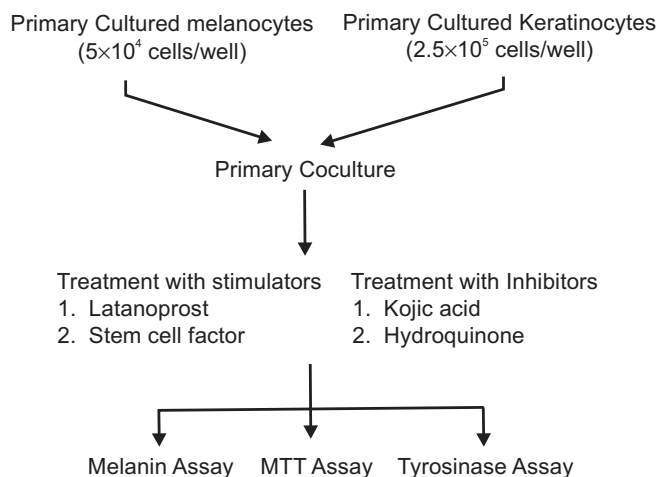 Primary Cultured melanocytes
(5×10⁴ cells/well)
Primary Cultured Keratinocytes
(2.5×10⁵ cells/well)
Primary Coculture
Treatment with stimulators
1. Latanoprost
2. Stem cell factor
Treatment with Inhibitors
1. Kojic acid
2. Hydroquinone
Melanin Assay
MTT Assay
Tyrosinase Assay